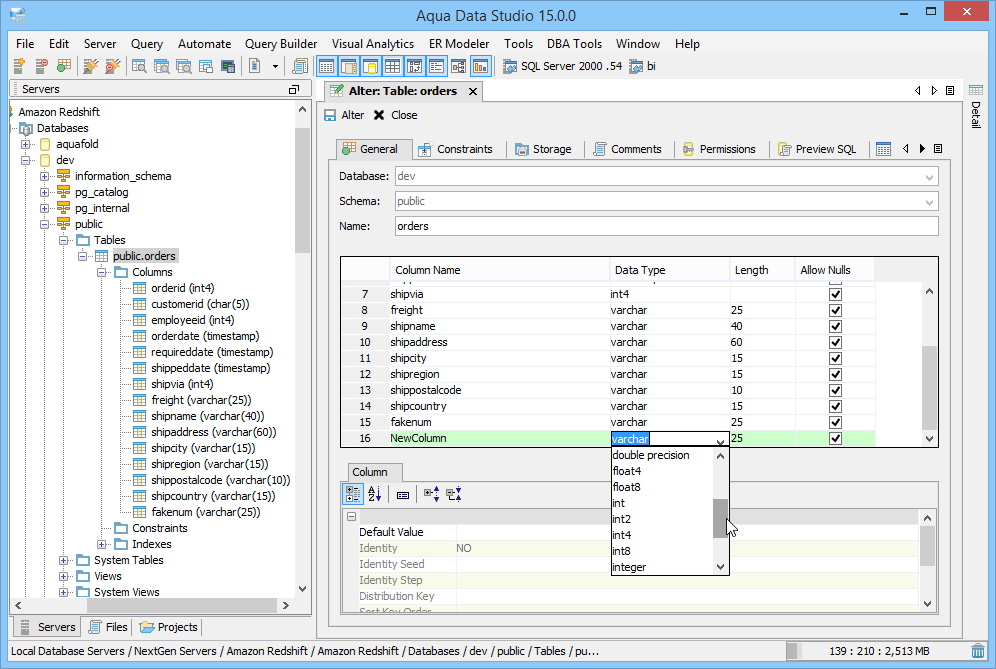 Aqua Data Studio 15.0.0
File Edit Server Query Automate Query Builder Visual Analytics ER Modeler Tools DBA Tools Window Help
SQL Server 2000 .54 bi
Servers
Amazon Redshift
Databases
aquafold
dev
information_schema
pg_catalog
pg_internal
public
Tables
public.orders
Columns
orderid (int4)
customerid (char(5))
employeeid (int4)
orderdate (timestamp)
requireddate (timestamp)
shippeddate (timestamp)
shipvia (int4)
freight (varchar(25))
shipname (varchar(40))
shipaddress (varchar(60))
shipcity (varchar(15))
shipregion (varchar(15))
shippostalcode (varchar(10))
shipcountry (varchar(15))
fakenum (varchar(25))
Constraints
Indexes
System Tables
Views
System Views
Servers Files Projects
Alter: Table: orders
Alter Close
General Constraints Storage Comments Permissions Preview SQL
Database: dev
Schema: public
Name: orders
Column Name Data Type Length Allow Nulls
7 shipvia int4
8 freight varchar 25
9 shipname varchar 40
10 shipaddress varchar 60
11 shipcity varchar 15
12 shipregion varchar 15
13 shippostalcode varchar 10
14 shipcountry varchar 15
15 fakenum varchar 25
16 NewColumn varchar 25
double precision
float4
float8
int
int2
int4
int8
integer
Column
Default Value
Identity NO
Identity Seed
Identity Step
Distribution Key
Sort Key Order
Detail
Local Database Servers / NextGen Servers / Amazon Redshift / Amazon Redshift / Databases / dev / public / Tables / pu...
139 : 210 : 2,513 MB